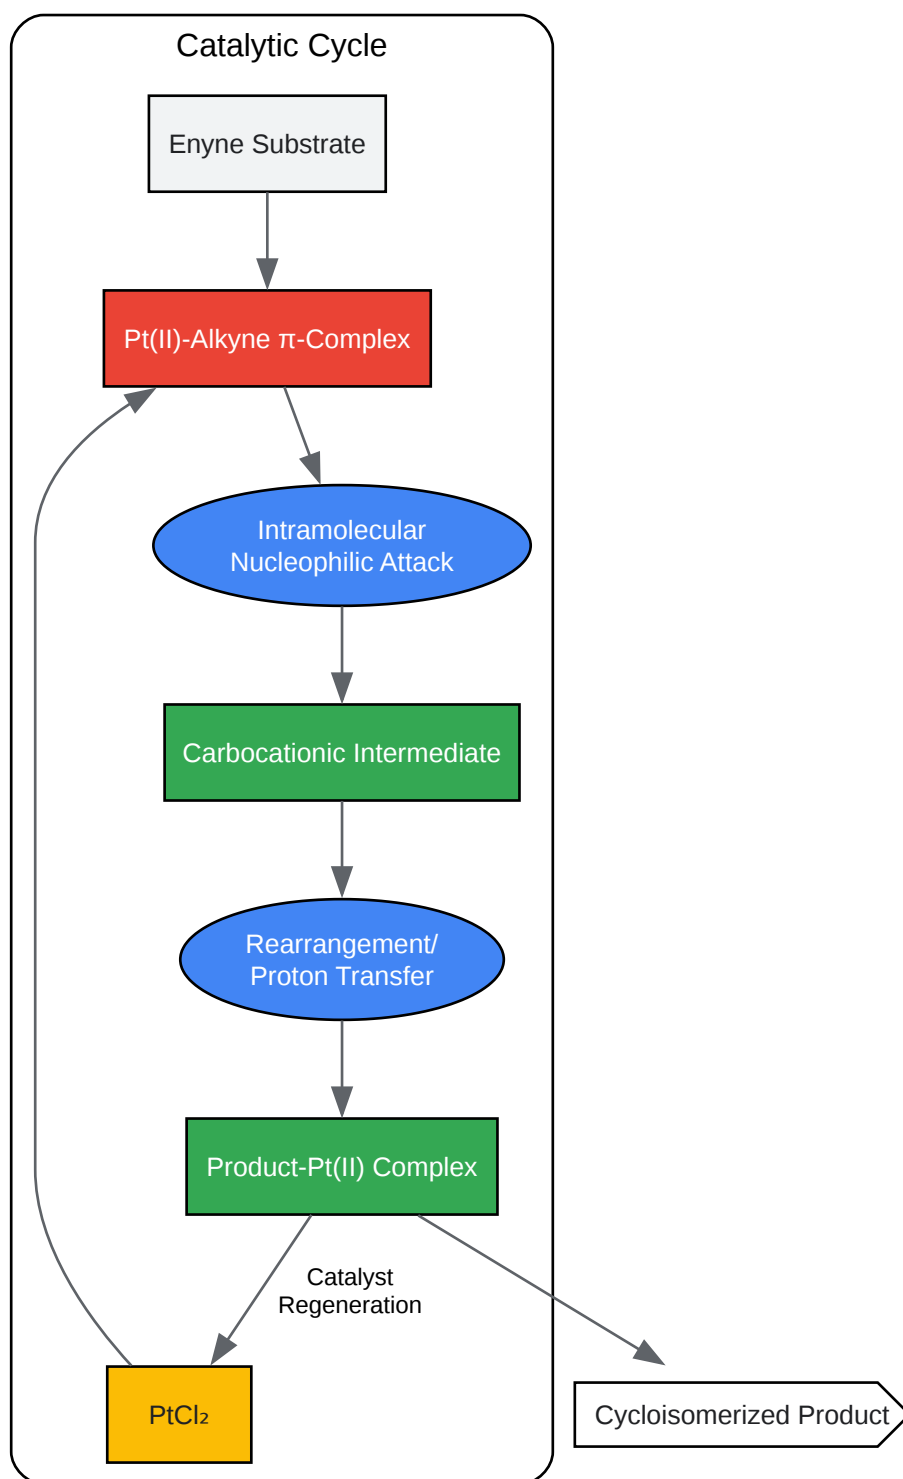 Catalytic Cycle
Enyne Substrate
Pt(II)-Alkyne π-Complex
Intramolecular
Nucleophilic Attack
Carbocationic Intermediate
Rearrangement/
Proton Transfer
Product-Pt(II) Complex
Catalyst
Regeneration
PtCl₂
Cycloisomerized Product